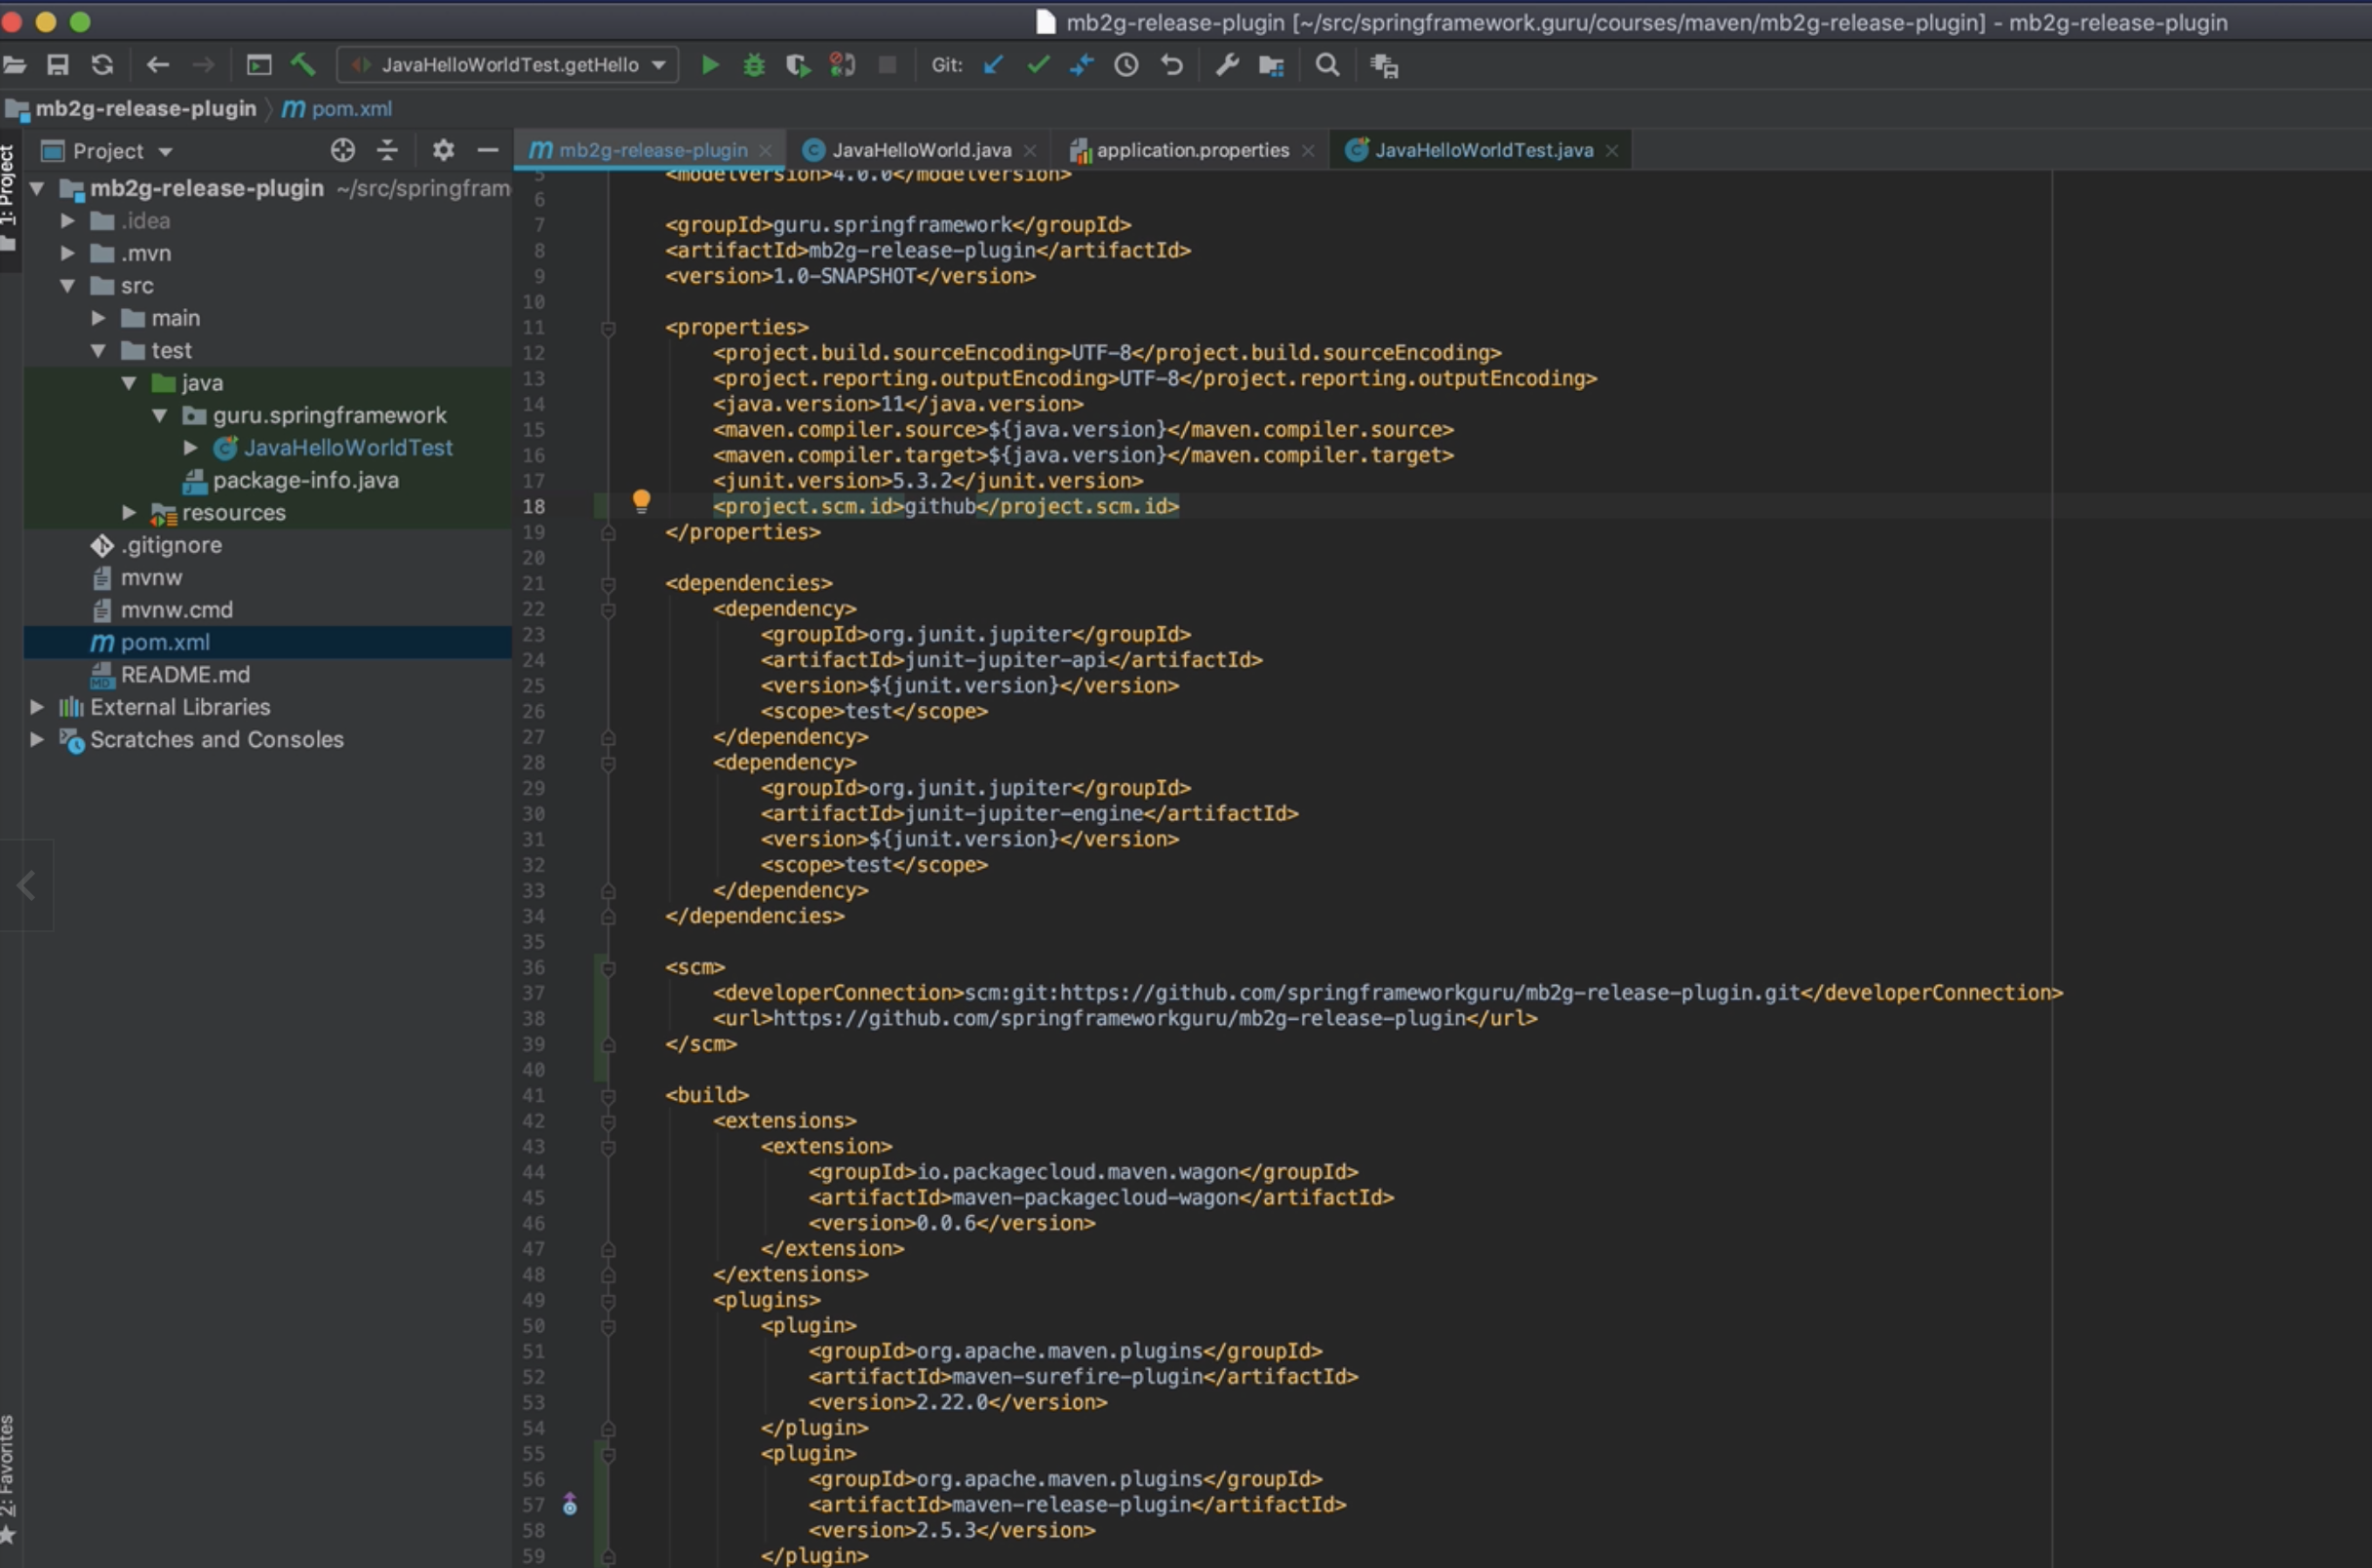 mb2g-release-plugin [~/src/springframework.guru/courses/maven/mb2g-release-plugin] - mb2g-release-plugin
JavaHelloWorldTest.getHello
Git:
mb2g-release-plugin
pom.xml
1: Project
Project
mb2g-release-plugin ~/src/springfram
.idea
.mvn
src
main
test
java
guru.springframework
JavaHelloWorldTest
package-info.java
resources
.gitignore
mvnw
mvnw.cmd
pom.xml
README.md
External Libraries
Scratches and Consoles
2: Favorites
mb2g-release-plugin
JavaHelloWorld.java
application.properties
JavaHelloWorldTest.java
5 <modelVersion>4.0.0</modelVersion>
6
7 <groupId>guru.springframework</groupId>
8 <artifactId>mb2g-release-plugin</artifactId>
9 <version>1.0-SNAPSHOT</version>
10
11 <properties>
12 <project.build.sourceEncoding>UTF-8</project.build.sourceEncoding>
13 <project.reporting.outputEncoding>UTF-8</project.reporting.outputEncoding>
14 <java.version>11</java.version>
15 <maven.compiler.source>${java.version}</maven.compiler.source>
16 <maven.compiler.target>${java.version}</maven.compiler.target>
17 <junit.version>5.3.2</junit.version>
18 <project.scm.id>github</project.scm.id>
19 </properties>
20
21 <dependencies>
22 <dependency>
23 <groupId>org.junit.jupiter</groupId>
24 <artifactId>junit-jupiter-api</artifactId>
25 <version>${junit.version}</version>
26 <scope>test</scope>
27 </dependency>
28 <dependency>
29 <groupId>org.junit.jupiter</groupId>
30 <artifactId>junit-jupiter-engine</artifactId>
31 <version>${junit.version}</version>
32 <scope>test</scope>
33 </dependency>
34 </dependencies>
35
36 <scm>
37 <developerConnection>scm:git:https://github.com/springframeworkguru/mb2g-release-plugin.git</developerConnection>
38 <url>https://github.com/springframeworkguru/mb2g-release-plugin</url>
39 </scm>
40
41 <build>
42 <extensions>
43 <extension>
44 <groupId>io.packagecloud.maven.wagon</groupId>
45 <artifactId>maven-packagecloud-wagon</artifactId>
46 <version>0.0.6</version>
47 </extension>
48 </extensions>
49 <plugins>
50 <plugin>
51 <groupId>org.apache.maven.plugins</groupId>
52 <artifactId>maven-surefire-plugin</artifactId>
53 <version>2.22.0</version>
54 </plugin>
55 <plugin>
56 <groupId>org.apache.maven.plugins</groupId>
57 <artifactId>maven-release-plugin</artifactId>
58 <version>2.5.3</version>
59 </plugin>